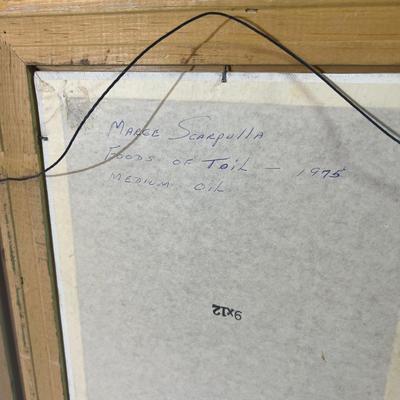 MARGE SCARPULLA
FOODS OF TOIL - 1975
MEDIUM OIL
9x12